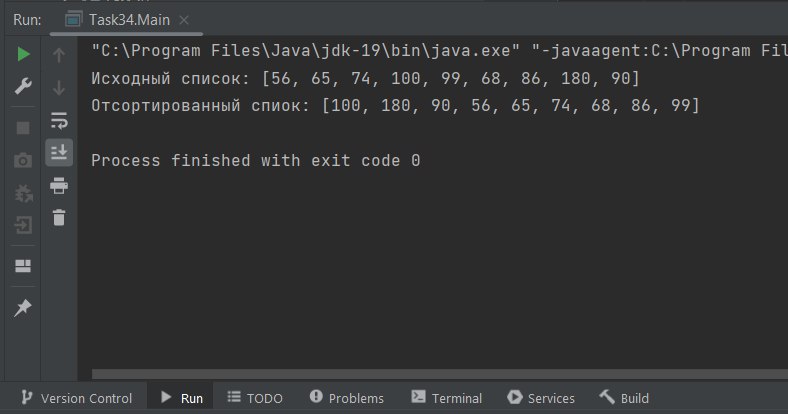 Run: Task34.Main
"C:\Program Files\Java\jdk-19\bin\java.exe" "-javaagent:C:\Program Fil
Исходный список: [56, 65, 74, 100, 99, 68, 86, 180, 90]
Отсортированный спиок: [100, 180, 90, 56, 65, 74, 68, 86, 99]
Process finished with exit code 0
Version Control Run TODO Problems Terminal Services Build